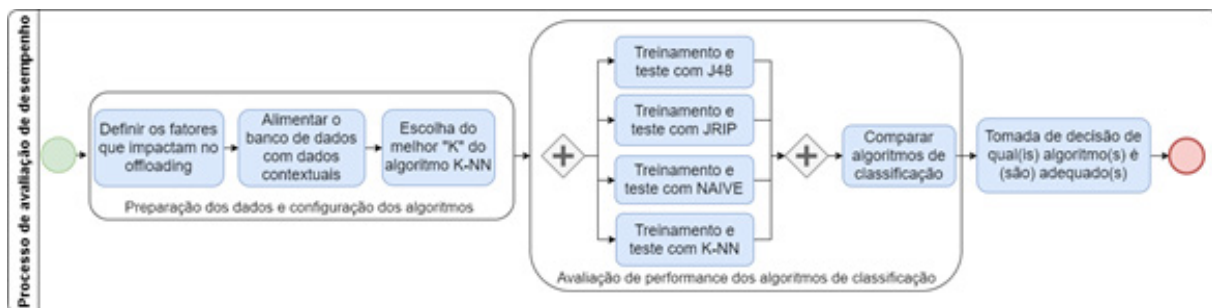 Processo de avaliação de desempenho
Definir os fatores
que impactam no
offloading
Alimentar o
banco de dados
com dados
contextuais
Escolha do
melhor "K" do
algoritmo K-NN
Preparação dos dados e configuração dos algoritmos
Treinamento e
teste com J48
Treinamento e
teste com JRIP
Treinamento e
teste com NAIVE
Treinamento e
teste com K-NN
Comparar
algoritmos de
classificação
Avaliação de performance dos algoritmos de classificação
Tomada de decisão de
qual(is) algoritmo(s) é
(são) adequado(s)